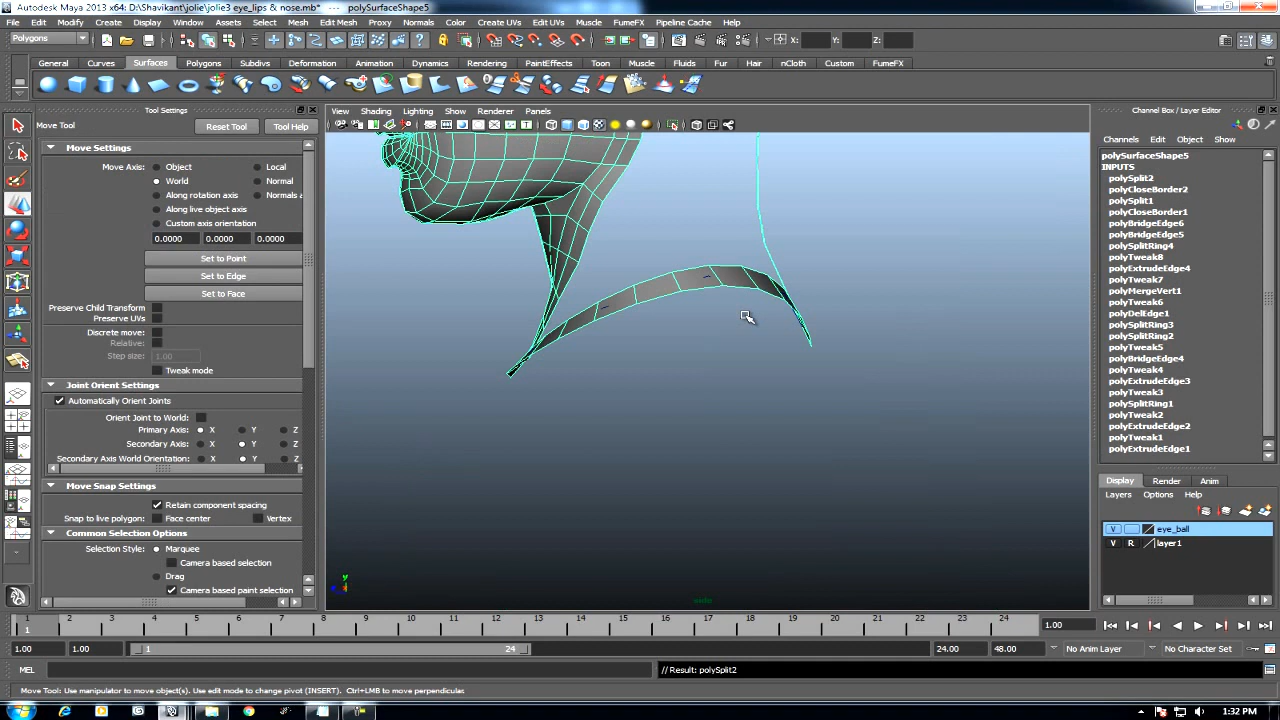 Autodesk Maya 2013 x64: D:\Shavikant\jolie\jolie3 eye_lips & nose.mb* --- polySurfaceShape5
File Edit Modify Create Display Window Assets Select Mesh Edit Mesh Proxy Normals Color Create UVs Edit UVs Muscle FumeFX Pipeline Cache Help
Polygons X: Y: Z:
General Curves Surfaces Polygons Subdivs Deformation Animation Dynamics Rendering PaintEffects Toon Muscle Fluids Fur Hair nCloth Custom FumeFX
Tool Settings
Move Tool Reset Tool Tool Help
Move Settings
Move Axis: Object Local
World Normal
Along rotation axis Normals a
Along live object axis
Custom axis orientation
0.0000 0.0000 0.0000
Set to Point
Set to Edge
Set to Face
Preserve Child Transform
Preserve UVs
Discrete move:
Relative:
Step size: 1.00
Tweak mode
Joint Orient Settings
Automatically Orient Joints
Orient Joint to World:
Primary Axis: X Y Z
Secondary Axis: X Y Z
Secondary Axis World Orientation: X Y Z
Move Snap Settings
Retain component spacing
Snap to live polygon: Face center Vertex
Common Selection Options
Selection Style: Marquee
Camera based selection
Drag
Camera based paint selection
View Shading Lighting Show Renderer Panels
y
persp
Channel Box / Layer Editor
Channels Edit Object Show
polySurfaceShape5
INPUTS
polySplit2
polyCloseBorder2
polySplit1
polyCloseBorder1
polyBridgeEdge6
polyBridgeEdge5
polySplitRing4
polyTweak8
polyExtrudeEdge4
polyTweak7
polyMergeVert1
polyTweak6
polyDelEdge1
polySplitRing3
polySplitRing2
polyTweak5
polyBridgeEdge4
polyTweak4
polyExtrudeEdge3
polyTweak3
polySplitRing1
polyTweak2
polyExtrudeEdge2
polyTweak1
polyExtrudeEdge1
Display Render Anim
Layers Options Help
V eye_ball
V R layer1
1 2 3 4 5 6 7 8 9 10 11 12 13 14 15 16 17 18 19 20 21 22 23 24 1.00
1
1.00 1.00 1 24 24.00 48.00 No Anim Layer No Character Set
MEL // Result: polySplit2
Move Tool: Use manipulator to move object(s). Use edit mode to change pivot (INSERT). Ctrl+LMB to move perpendicular.
1:32 PM